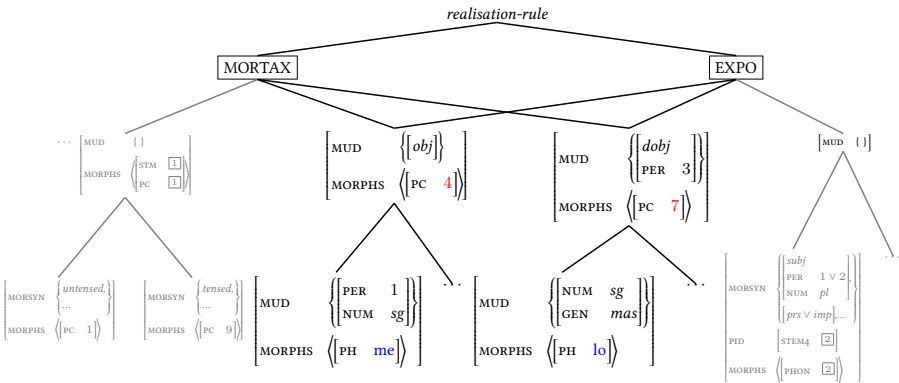 realisation-rule
MORTAX EXPO
... MUD { }
MORPHS ⟨[STM 1 PC 1]⟩
MUD {[obj]}
MORPHS ⟨[PC 4]⟩
MUD {[dobj PER 3]}
MORPHS ⟨[PC 7]⟩
[MUD { }]
MORSYN {untensed, ...}
MORPHS ⟨[PC 1]⟩
MORSYN {tensed, ...}
MORPHS ⟨[PC 9]⟩
MUD {[PER 1 NUM sg]}
MORPHS ⟨[PH me]⟩
...
MUD {[NUM sg GEN mas]}
MORPHS ⟨[PH lo]⟩
...
MORSYN {[subj PER 1 ∨ 2 NUM pl], [prs ∨ imp],...}
PID [STEM4 2]
MORPHS ⟨[PHON 2]⟩
...